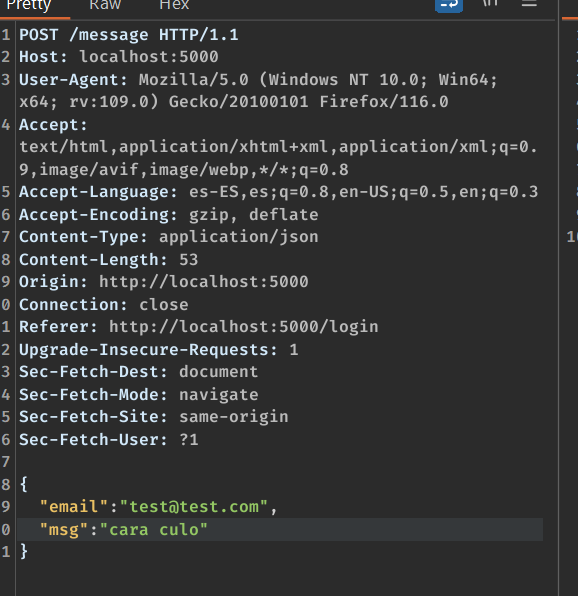 Pretty Raw Hex
1 POST /message HTTP/1.1
2 Host: localhost:5000
3 User-Agent: Mozilla/5.0 (Windows NT 10.0; Win64;
x64; rv:109.0) Gecko/20100101 Firefox/116.0
4 Accept:
text/html,application/xhtml+xml,application/xml;q=0.
9,image/avif,image/webp,*/*;q=0.8
5 Accept-Language: es-ES,es;q=0.8,en-US;q=0.5,en;q=0.3
6 Accept-Encoding: gzip, deflate
7 Content-Type: application/json
8 Content-Length: 53
9 Origin: http://localhost:5000
0 Connection: close
1 Referer: http://localhost:5000/login
2 Upgrade-Insecure-Requests: 1
3 Sec-Fetch-Dest: document
4 Sec-Fetch-Mode: navigate
5 Sec-Fetch-Site: same-origin
6 Sec-Fetch-User: ?1
7
8 {
9 "email":"test@test.com",
0 "msg":"cara culo"
1 }